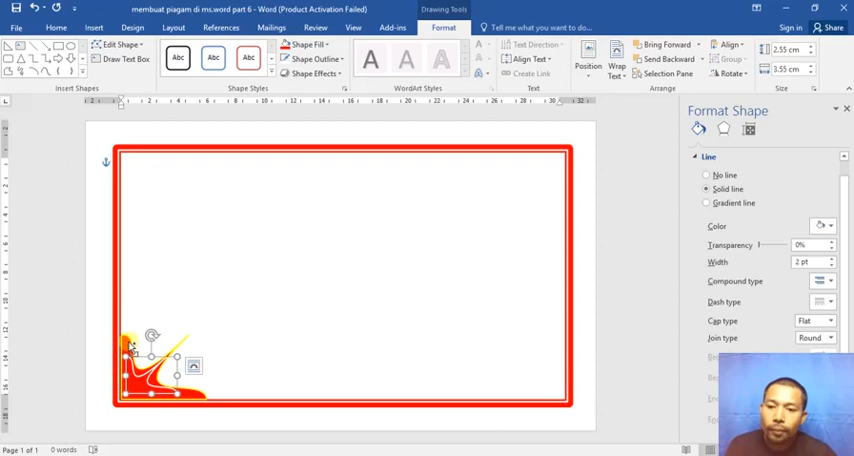 membuat piagam di ms.word part 6 - Word (Product Activation Failed)
Drawing Tools
Sign in
File Home Insert Draw Design Layout References Mailings Review View Add-ins Format Tell me what you want to do... Sign in Share
Edit Shape
Draw Text Box
Insert Shapes
Abc Abc Abc
Shape Fill
Shape Outline
Shape Effects
Shape Styles
A A A
WordArt Styles
Text Direction
Align Text
Create Link
Text
Position
Wrap Text
Bring Forward
Send Backward
Selection Pane
Align
Group
Rotate
Arrange
2.55 cm
3.55 cm
Size
Format Shape
Line
No line
Solid line
Gradient line
Color
Transparency 0%
Width 2 pt
Compound type
Dash type
Cap type Flat
Join type Round
Page 1 of 1 0 words